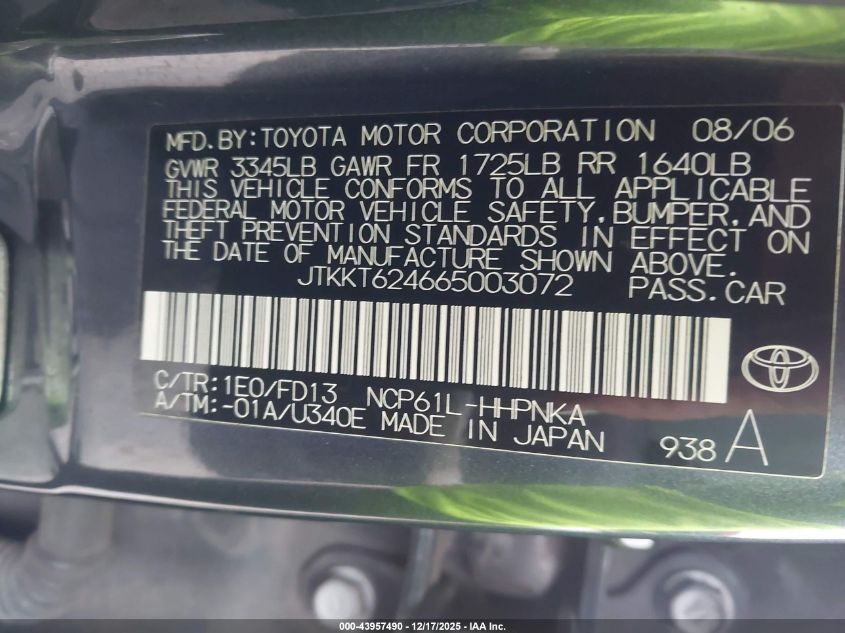 MFD.BY:TOYOTA MOTOR CORPORATION 08/06
GVWR 3345LB GAWR FR 1725LB RR 1640LB
THIS VEHICLE CONFORMS TO ALL APPLICABLE
FEDERAL MOTOR VEHICLE SAFETY,BUMPER,AND
THEFT PREVENTION STANDARDS IN EFFECT ON
THE DATE OF MANUFACTURE SHOWN ABOVE.
JTKKT624665003072 PASS.CAR
C/TR:1E0/FD13 NCP61L-HHPNKA
A/TM:-01A/U340E MADE IN JAPAN 938 A
000-43957490 - 12/17/2025 - IAA Inc.